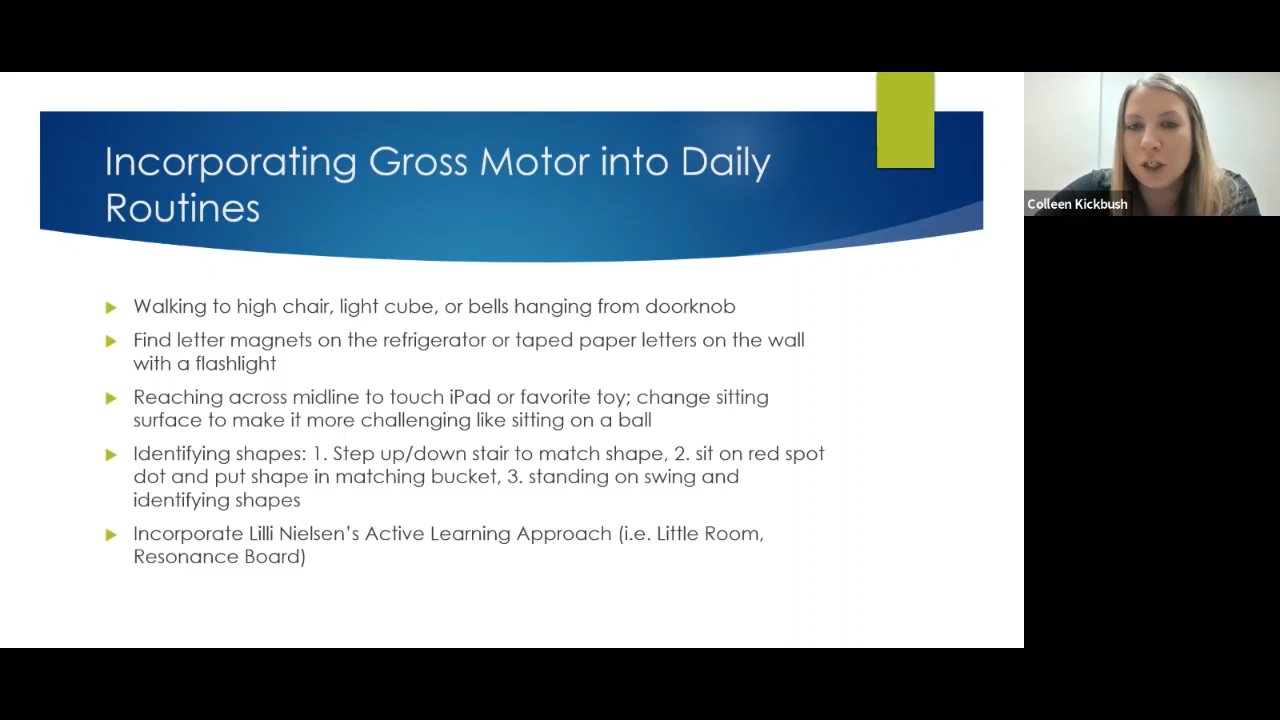 Incorporating Gross Motor into Daily
Routines
Colleen Kickbush
Walking to high chair, light cube, or bells hanging from doorknob
Find letter magnets on the refrigerator or taped paper letters on the wall
with a flashlight
Reaching across midline to touch iPad or favorite toy; change sitting
surface to make it more challenging like sitting on a ball
Identifying shapes: 1. Step up/down stair to match shape, 2. sit on red spot
dot and put shape in matching bucket, 3. standing on swing and
identifying shapes
Incorporate Lilli Nielsen’s Active Learning Approach (i.e. Little Room,
Resonance Board)